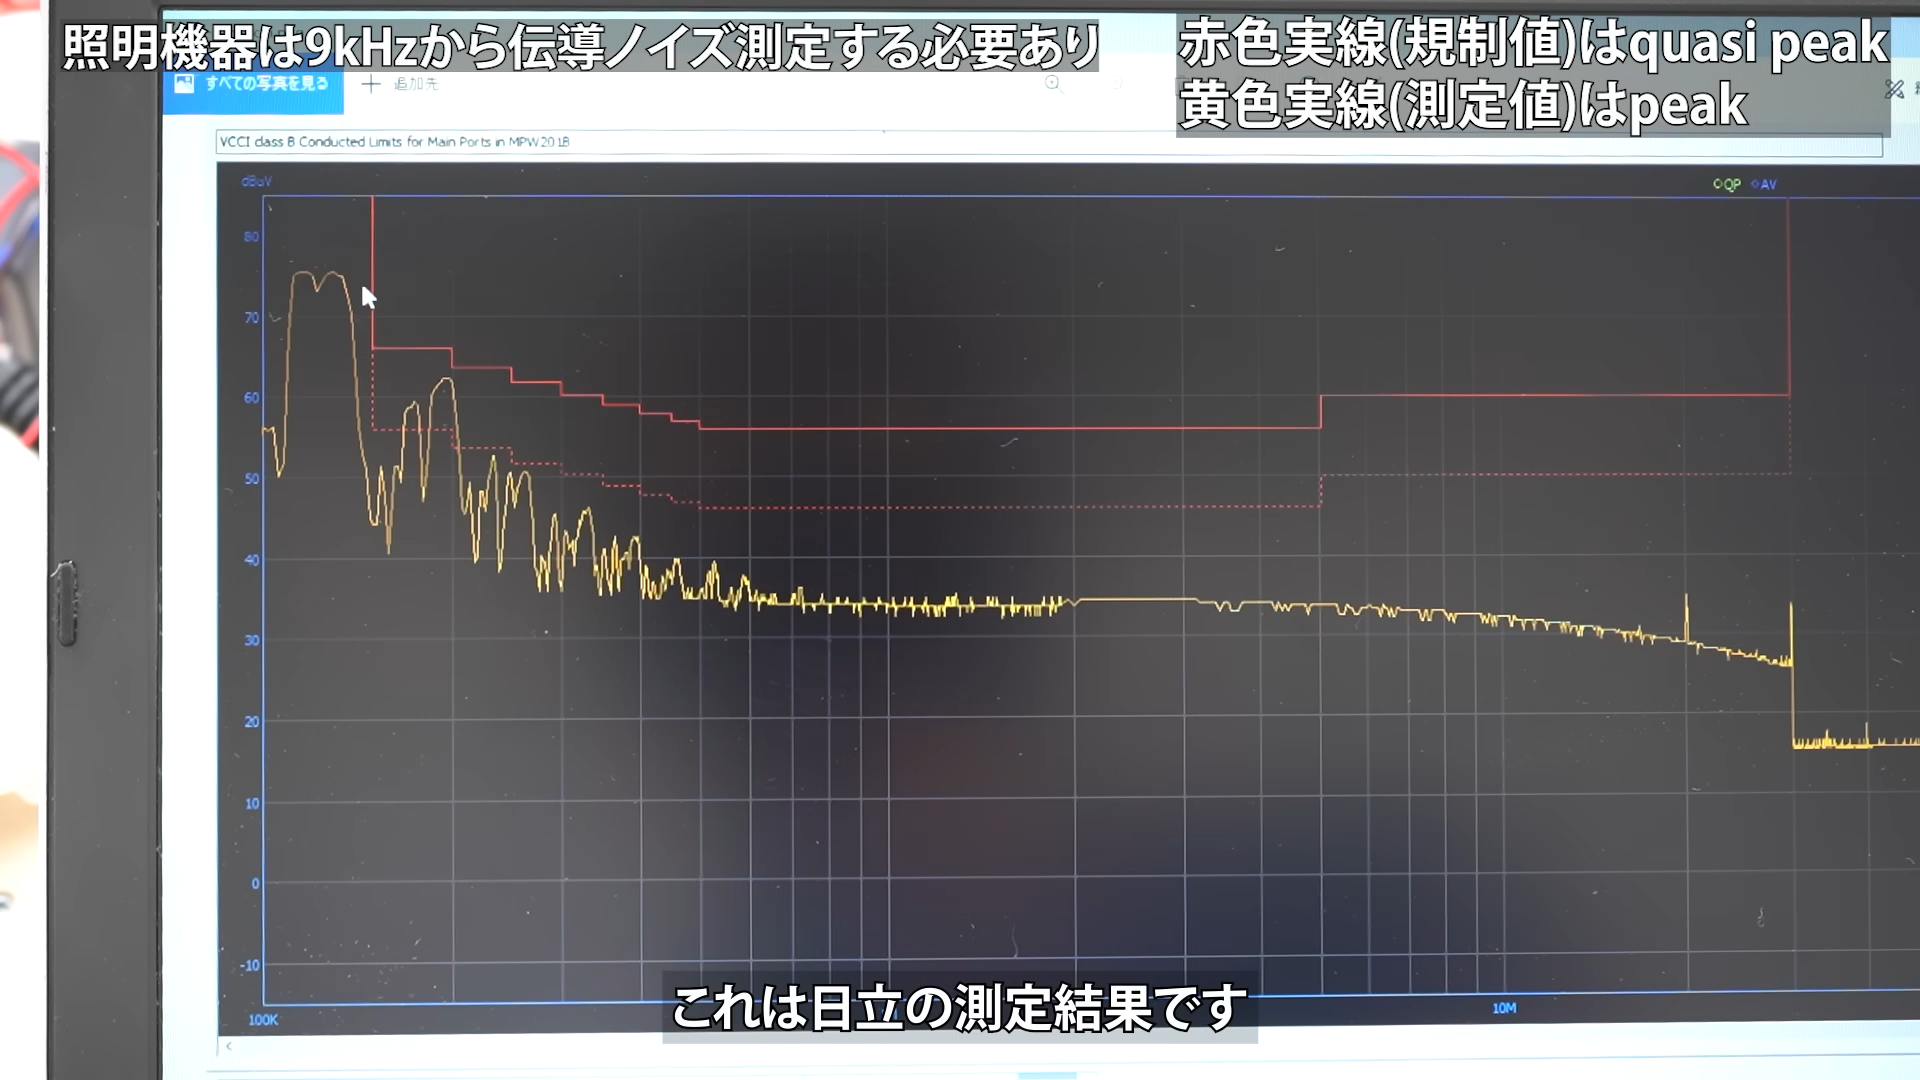 照明機器は9kHzから伝導ノイズ測定する必要あり
赤色実線(規制値)はquasi peak
黄色実線(測定値)はpeak
すべての写真を見る
追加先
VCCI class B Conducted Limits for Main Ports in MPW201B
dBuV
QP AV
80
70
60
50
40
30
20
10
0
-10
100K
10M
これは日立の測定結果です